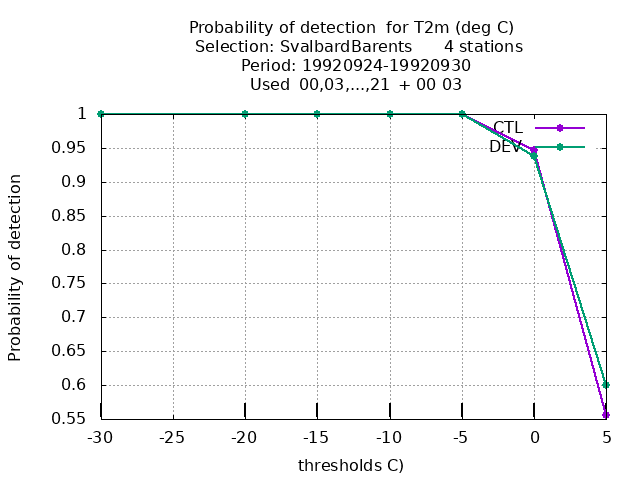 Probability of detection  for T2m (deg C)
Selection: SvalbardBarents      4 stations
Period: 19920924-19920930
Used  00,03,...,21  + 00 03
CTL
DEV
Probability of detection
1
0.95
0.9
0.85
0.8
0.75
0.7
0.65
0.6
0.55
-30 -25 -20 -15 -10 -5 0 5
thresholds C)